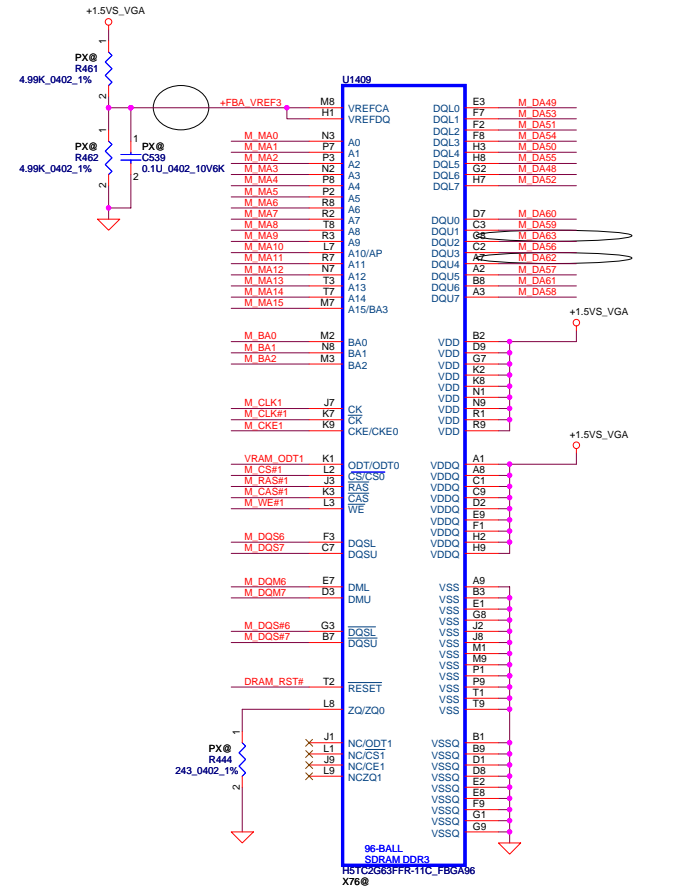 +1.5VS_VGA
1
PX@
R461
4.99K_0402_1%
2
1
PX@
R462
4.99K_0402_1%
2
1
PX@
C539
0.1U_0402_10V6K
2
+FBA_VREF3
U1409
M8 VREFCA
H1 VREFDQ
M_MA0 N3 A0
M_MA1 P7 A1
M_MA2 P3 A2
M_MA3 N2 A3
M_MA4 P8 A4
M_MA5 P2 A5
M_MA6 R8 A6
M_MA7 R2 A7
M_MA8 T8 A8
M_MA9 R3 A9
M_MA10 L7 A10/AP
M_MA11 R7 A11
M_MA12 N7 A12
M_MA13 T3 A13
M_MA14 T7 A14
M_MA15 M7 A15/BA3
M_BA0 M2 BA0
M_BA1 N8 BA1
M_BA2 M3 BA2
M_CLK1 J7 CK
M_CLK#1 K7 CK
M_CKE1 K9 CKE/CKE0
VRAM_ODT1 K1 ODT/ODT0
M_CS#1 L2 CS/CS0
M_RAS#1 J3 RAS
M_CAS#1 K3 CAS
M_WE#1 L3 WE
M_DQS6 F3 DQSL
M_DQS7 C7 DQSU
M_DQM6 E7 DML
M_DQM7 D3 DMU
M_DQS#6 G3 DQSL
M_DQS#7 B7 DQSU
DRAM_RST# T2 RESET
L8 ZQ/ZQ0
1
PX@
R444
243_0402_1%
2
J1 NC/ODT1
L1 NC/CS1
J9 NC/CE1
L9 NCZQ1
DQL0 E3 M_DA49
DQL1 F7 M_DA53
DQL2 F2 M_DA51
DQL3 F8 M_DA54
DQL4 H3 M_DA50
DQL5 H8 M_DA55
DQL6 G2 M_DA48
DQL7 H7 M_DA52
DQU0 D7 M_DA60
DQU1 C3 M_DA59
DQU2 C8 M_DA63
DQU3 C2 M_DA56
DQU4 A7 M_DA62
DQU5 A2 M_DA57
DQU6 B8 M_DA61
DQU7 A3 M_DA58
+1.5VS_VGA
VDD B2
VDD D9
VDD G7
VDD K2
VDD K8
VDD N1
VDD N9
VDD R1
VDD R9
+1.5VS_VGA
VDDQ A1
VDDQ A8
VDDQ C1
VDDQ C9
VDDQ D2
VDDQ E9
VDDQ F1
VDDQ H2
VDDQ H9
VSS A9
VSS B3
VSS E1
VSS G8
VSS J2
VSS J8
VSS M1
VSS M9
VSS P1
VSS P9
VSS T1
VSS T9
VSSQ B1
VSSQ B9
VSSQ D1
VSSQ D8
VSSQ E2
VSSQ E8
VSSQ F9
VSSQ G1
VSSQ G9
96-BALL
SDRAM DDR3
H5TC2G63FFR-11C_FBGA96
X76@